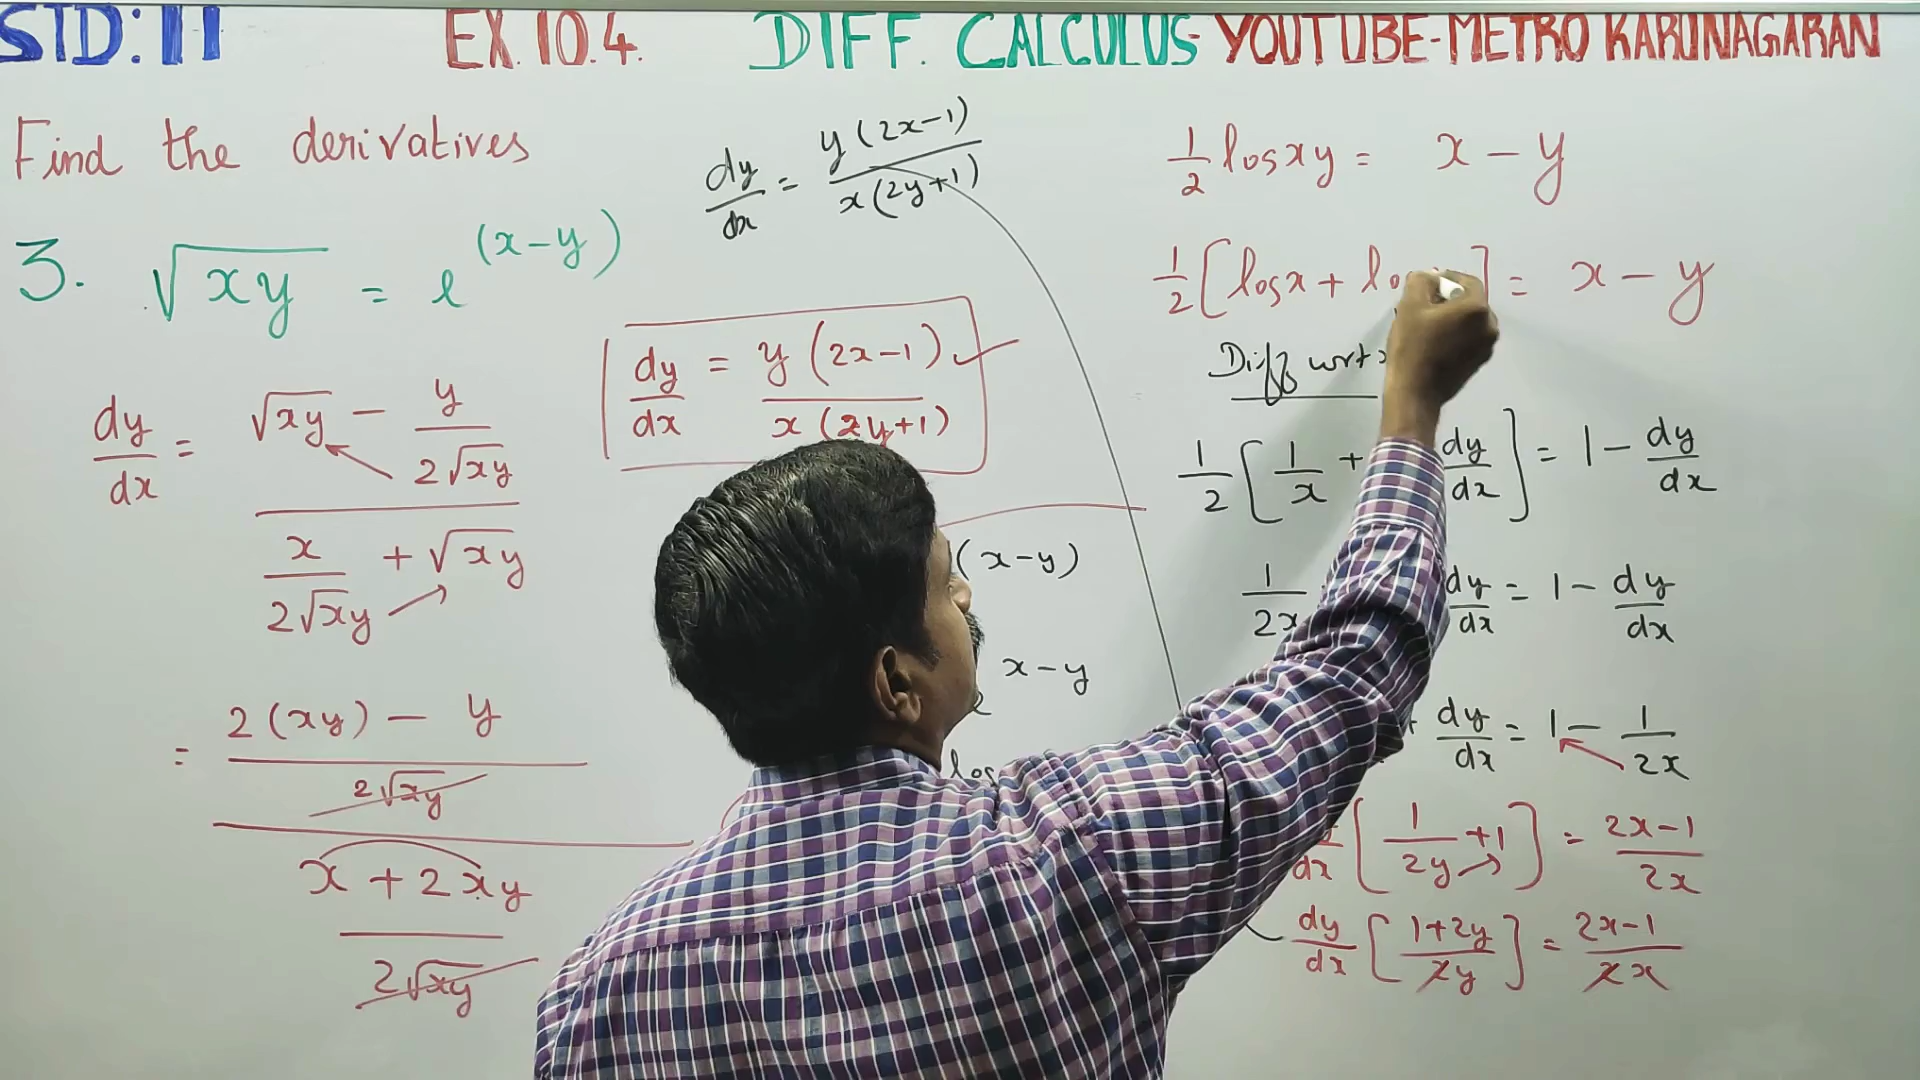 STD: 11 EX. 10.4. DIFF. CALCULUS - YOUTUBE - METRO KARUNAGARAN
Find the derivatives
3. √xy = e^(x-y)
dy/dx = (√xy - y/2√xy) / (x/2√xy + √xy)
= ((2(xy) - y)/2√xy) / ((x + 2xy)/2√xy)
dy/dx = y(2x-1) / x(2y+1)
dy/dx = y(2x-1) / x(2y+1)
(x-y)
x-y
log
1/2 logxy = x - y
1/2 [logx + lo ] = x - y
Diff wrt x
1/2 [1/x + dy/dx] = 1 - dy/dx
1/2x dy/dx = 1 - dy/dx
dy/dx = 1 - 1/2x
dx [1/2y + 1] = 2x-1/2x
dy/dx [1+2y/2y] = 2x-1/2x